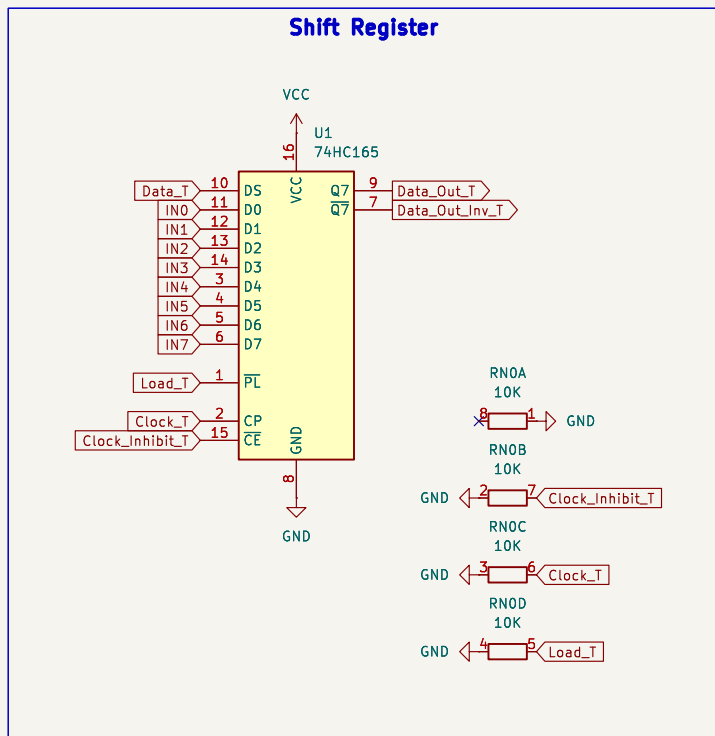 Shift Register
VCC
U1
74HC165
16
VCC
Data_T 10 DS Q7 9 Data_Out_T
IN0 11 D0 Q7 7 Data_Out_Inv_T
IN1 12 D1
IN2 13 D2
IN3 14 D3
IN4 3 D4
IN5 4 D5
IN6 5 D6
IN7 6 D7
Load_T 1 PL
Clock_T 2 CP
Clock_Inhibit_T 15 CE
GND
8
GND
RN0A
10K
8 1 GND
RN0B
10K
GND 2 7 Clock_Inhibit_T
RN0C
10K
GND 3 6 Clock_T
RN0D
10K
GND 4 5 Load_T